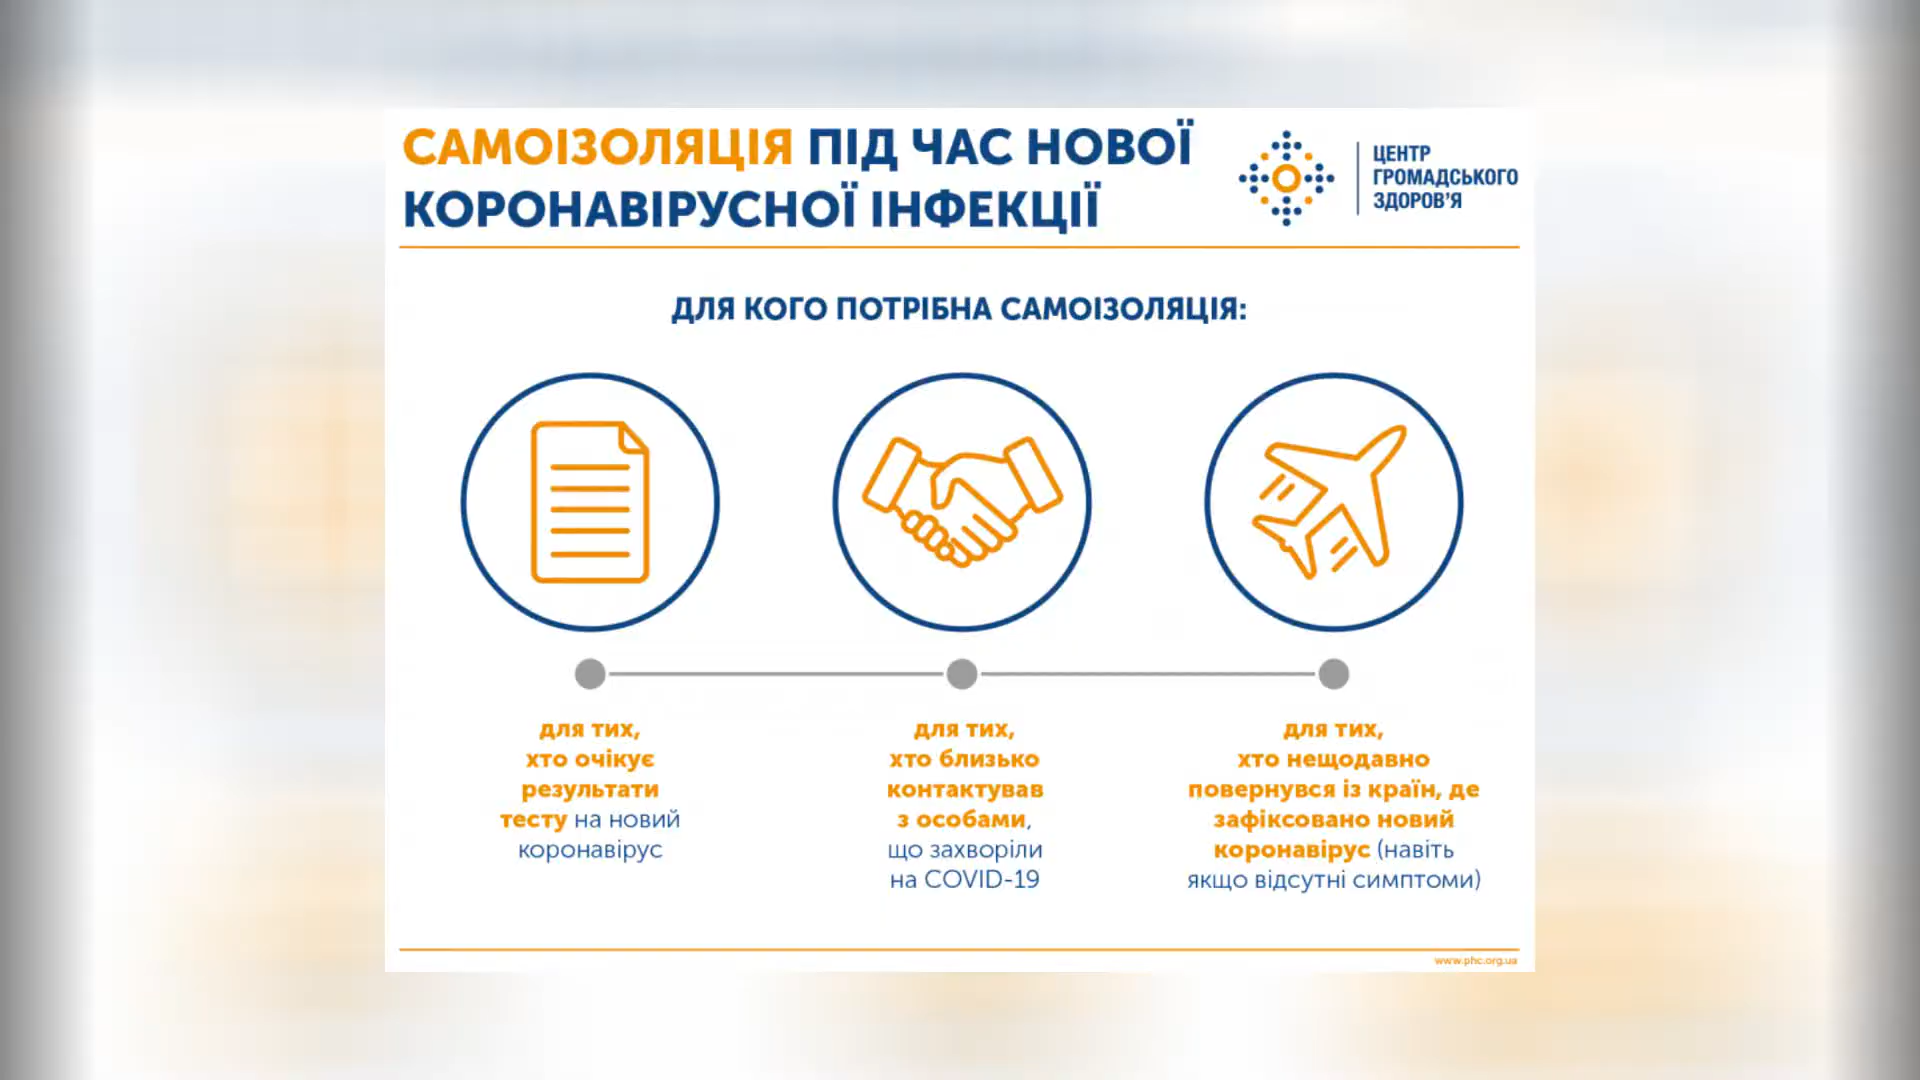 САМОІЗОЛЯЦІЯ ПІД ЧАС НОВОЇ
КОРОНАВІРУСНОЇ ІНФЕКЦІЇ
ЦЕНТР
ГРОМАДСЬКОГО
ЗДОРОВ'Я
ДЛЯ КОГО ПОТРІБНА САМОІЗОЛЯЦІЯ:
для тих,
хто очікує
результати
тесту на новий
коронавірус
для тих,
хто близько
контактував
з особами,
що захворіли
на COVID-19
для тих,
хто нещодавно
повернувся із країн, де
зафіксовано новий
коронавірус (навіть
якщо відсутні симптоми)
www.phc.org.ua